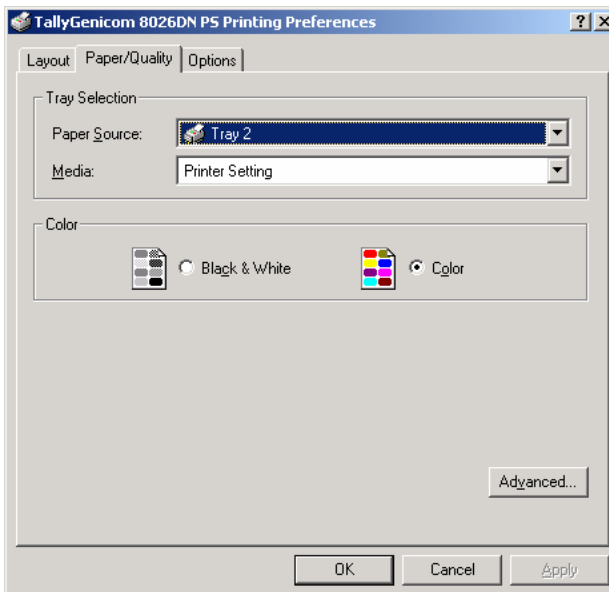 TallyGenicom 8026DN PS Printing Preferences
Layout Paper/Quality Options
Tray Selection
Paper Source: Tray 2
Media: Printer Setting
Color
Black & White Color
Advanced...
OK Cancel Apply